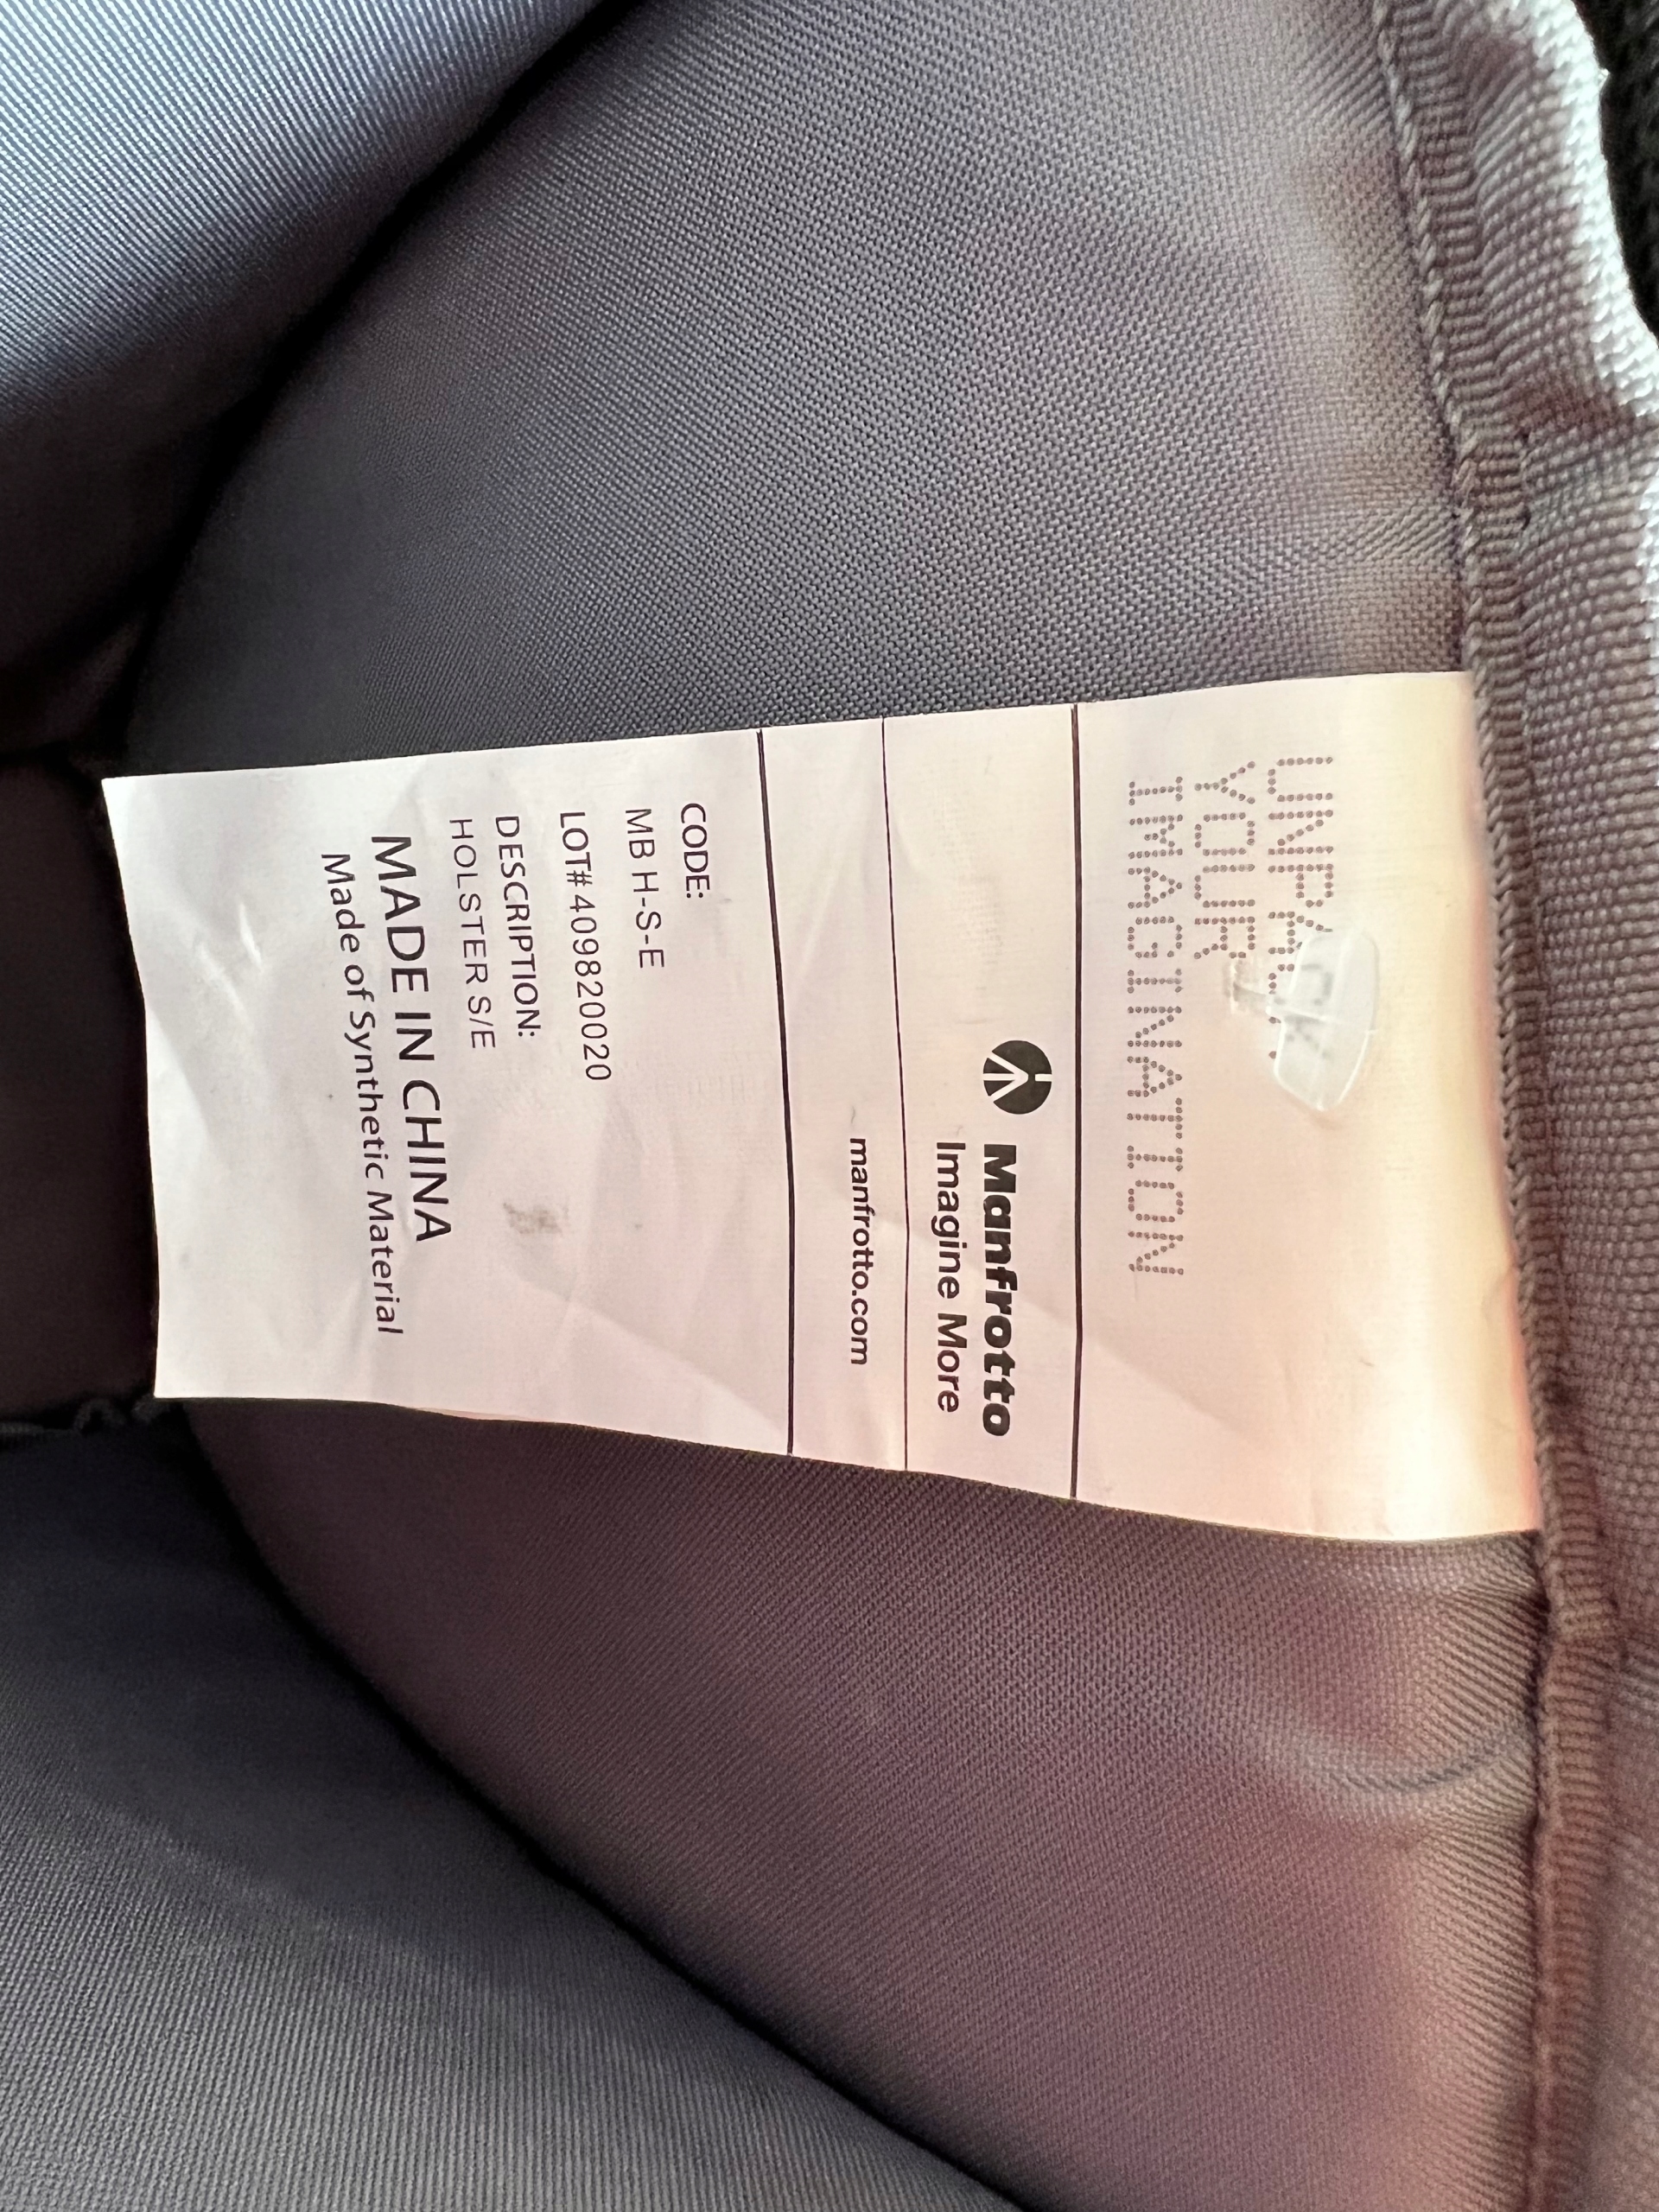 YOUR
IMAGINATION
Manfrotto
Imagine More
manfrotto.com
CODE:
MB H-S-E
LOT# 409820020
DESCRIPTION:
HOLSTER S/E
MADE IN CHINA
Made of Synthetic Material